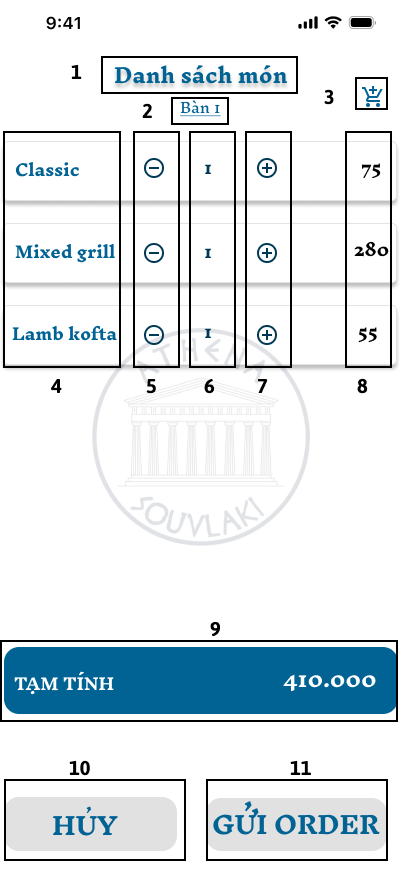 9:41
1 Danh sách món
2 Bàn 1 3
Classic 1 75
Mixed grill 1 280
Lamb kofta 1 55
4 5 6 7 8
ATHENA
SOUVLAKI
9
TẠM TÍNH 410.000
10 11
HỦY GỬI ORDER